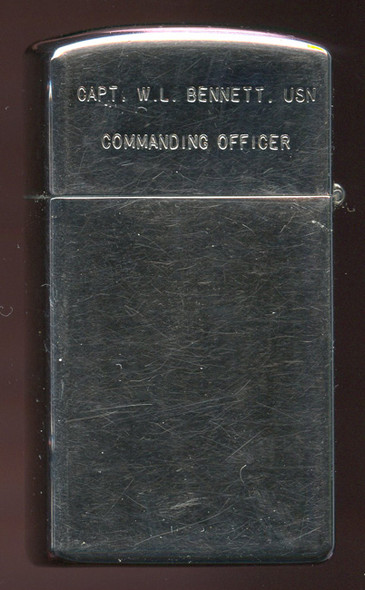 CAPT. W.L. BENNETT, USN
COMMANDING OFFICER